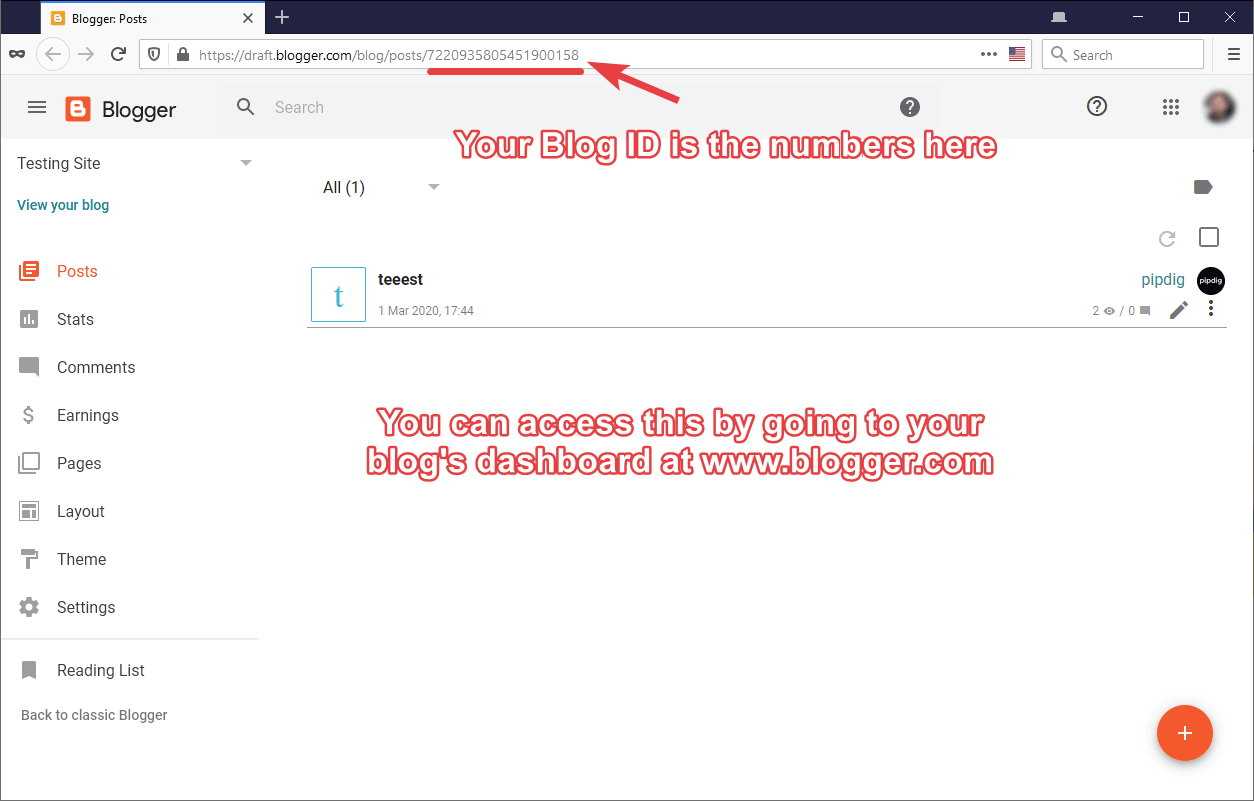 Blogger: Posts
https://draft.blogger.com/blog/posts/7220935805451900158
Search
Blogger
Search
Your Blog ID is the numbers here
Testing Site
All (1)
View your blog
Posts
teeest
pipdig
pipdig
t
1 Mar 2020, 17:44
2 / 0
Stats
Comments
Earnings
You can access this by going to your
blog's dashboard at www.blogger.com
Pages
Layout
Theme
Settings
Reading List
Back to classic Blogger